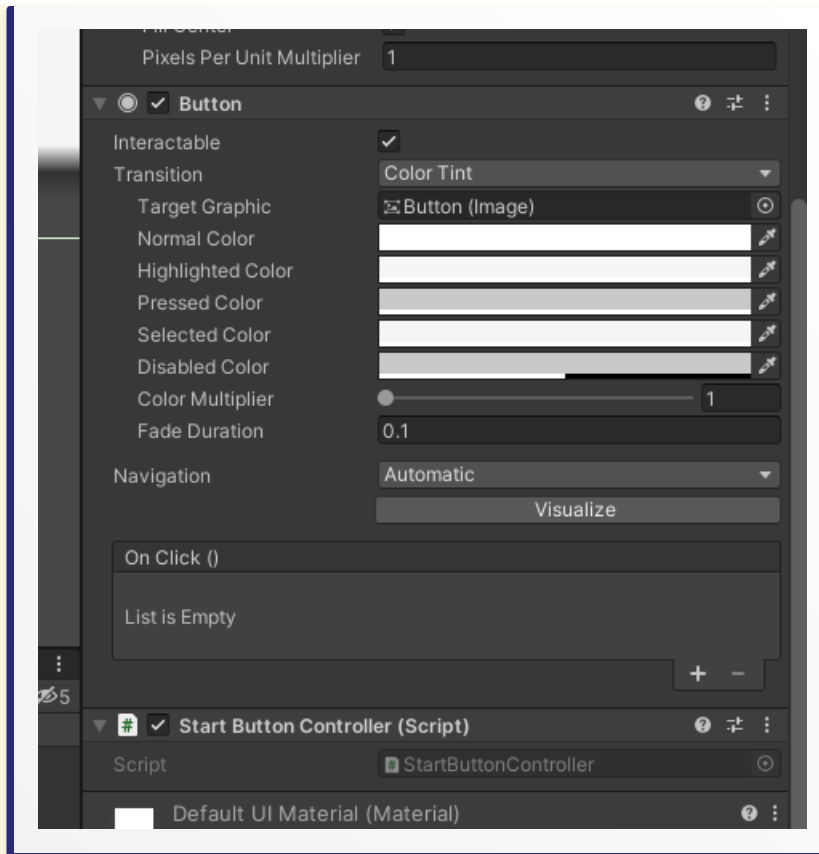 Pixels Per Unit Multiplier 1
Button
Interactable
Transition Color Tint
Target Graphic Button (Image)
Normal Color
Highlighted Color
Pressed Color
Selected Color
Disabled Color
Color Multiplier 1
Fade Duration 0.1
Navigation Automatic
Visualize
On Click ()
List is Empty
+ −
5
# Start Button Controller (Script)
Script # StartButtonController
Default UI Material (Material)